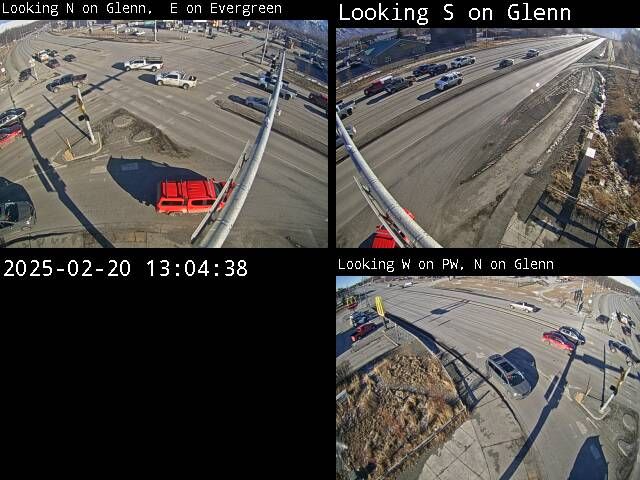 Looking N on Glenn, E on Evergreen
Looking S on Glenn
2025-02-20 13:04:38
Looking W on PW, N on Glenn